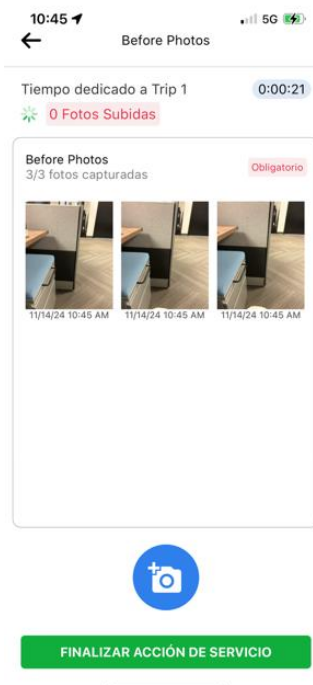 10:45
5G
Before Photos
Tiempo dedicado a Trip 1
0:00:21
0 Fotos Subidas
Before Photos
3/3 fotos capturadas
Obligatorio
11/14/24 10:45 AM
11/14/24 10:45 AM
11/14/24 10:45 AM
FINALIZAR ACCIÓN DE SERVICIO